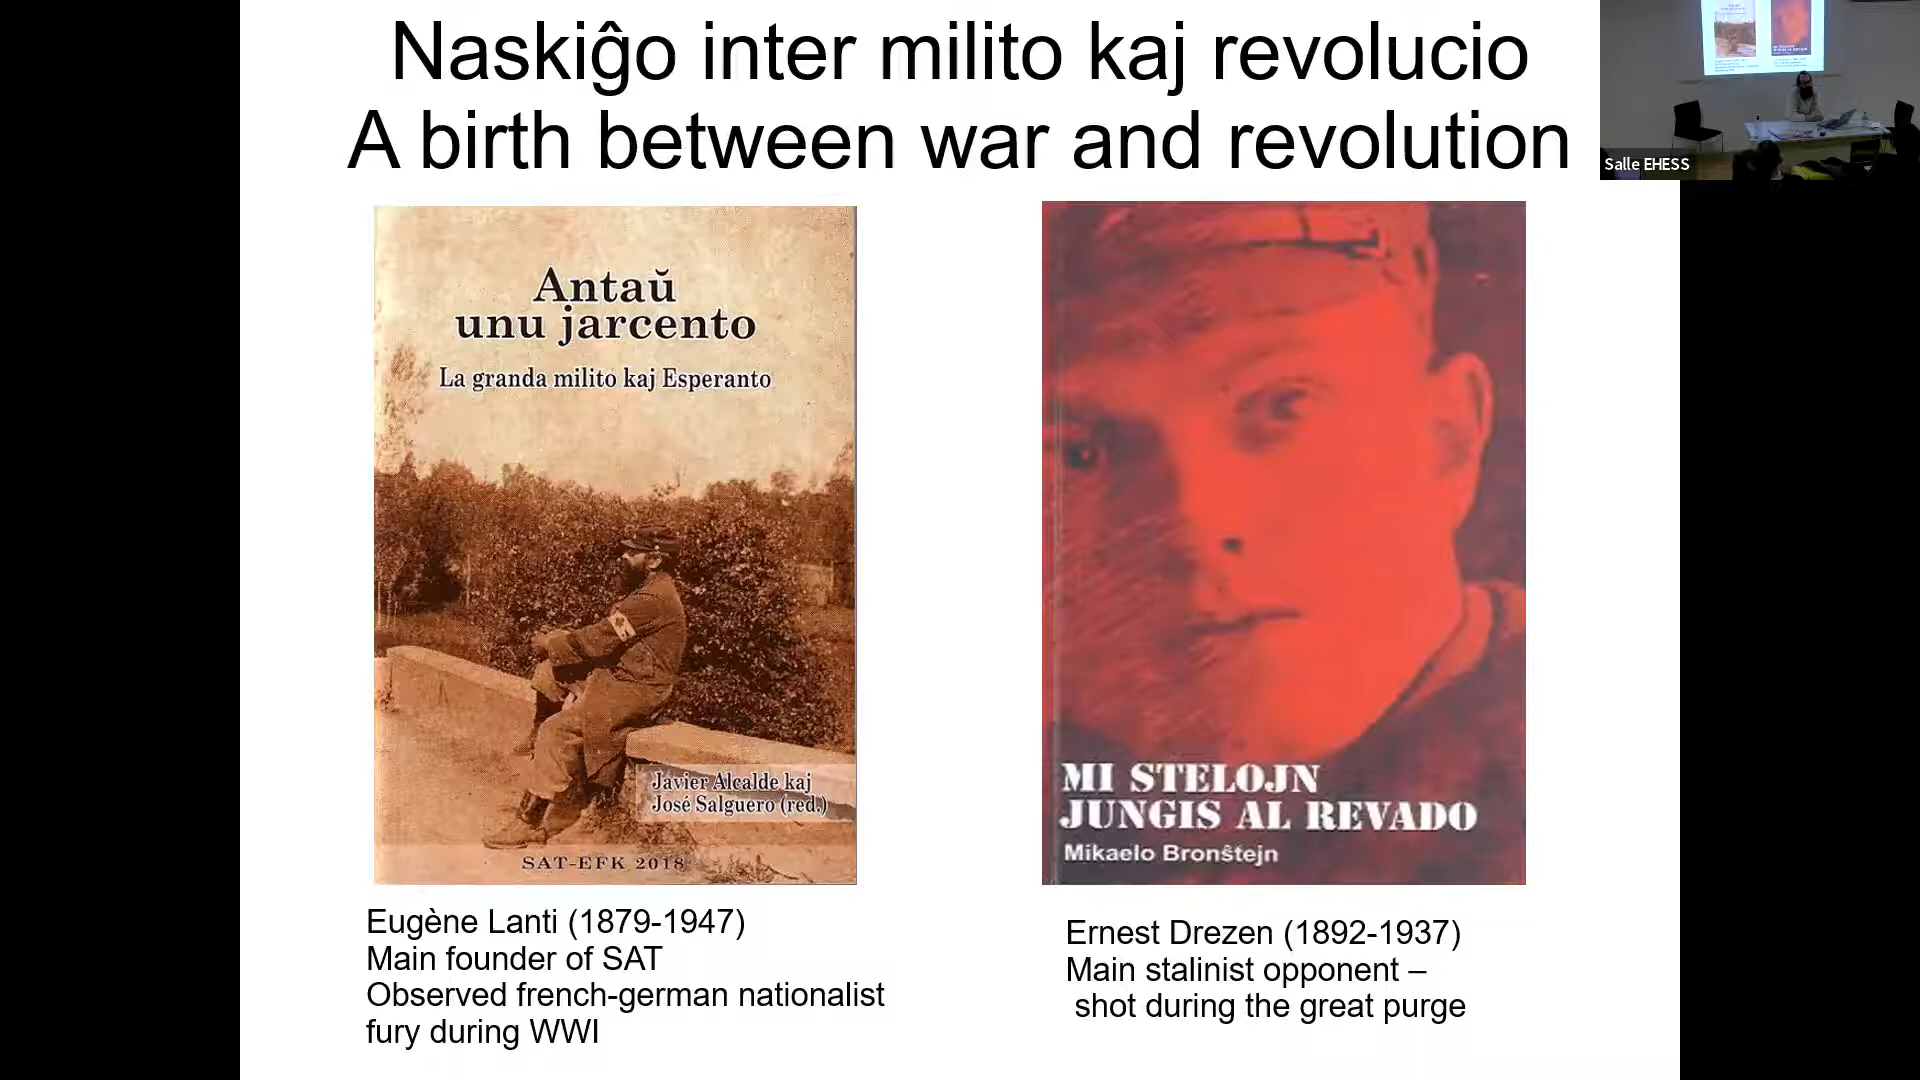 Naskiĝo inter milito kaj revolucio
A birth between war and revolution
Salle EHESS
Antaŭ
unu jarcento
La granda milito kaj Esperanto
Javier Alcalde kaj
José Salguero (red.)
SAT-EFK 2018
MI STELOJN
JUNGIS AL REVADO
Mikaelo Bronŝtejn
Eugène Lanti (1879-1947)
Main founder of SAT
Observed french-german nationalist
fury during WWI
Ernest Drezen (1892-1937)
Main stalinist opponent –
shot during the great purge